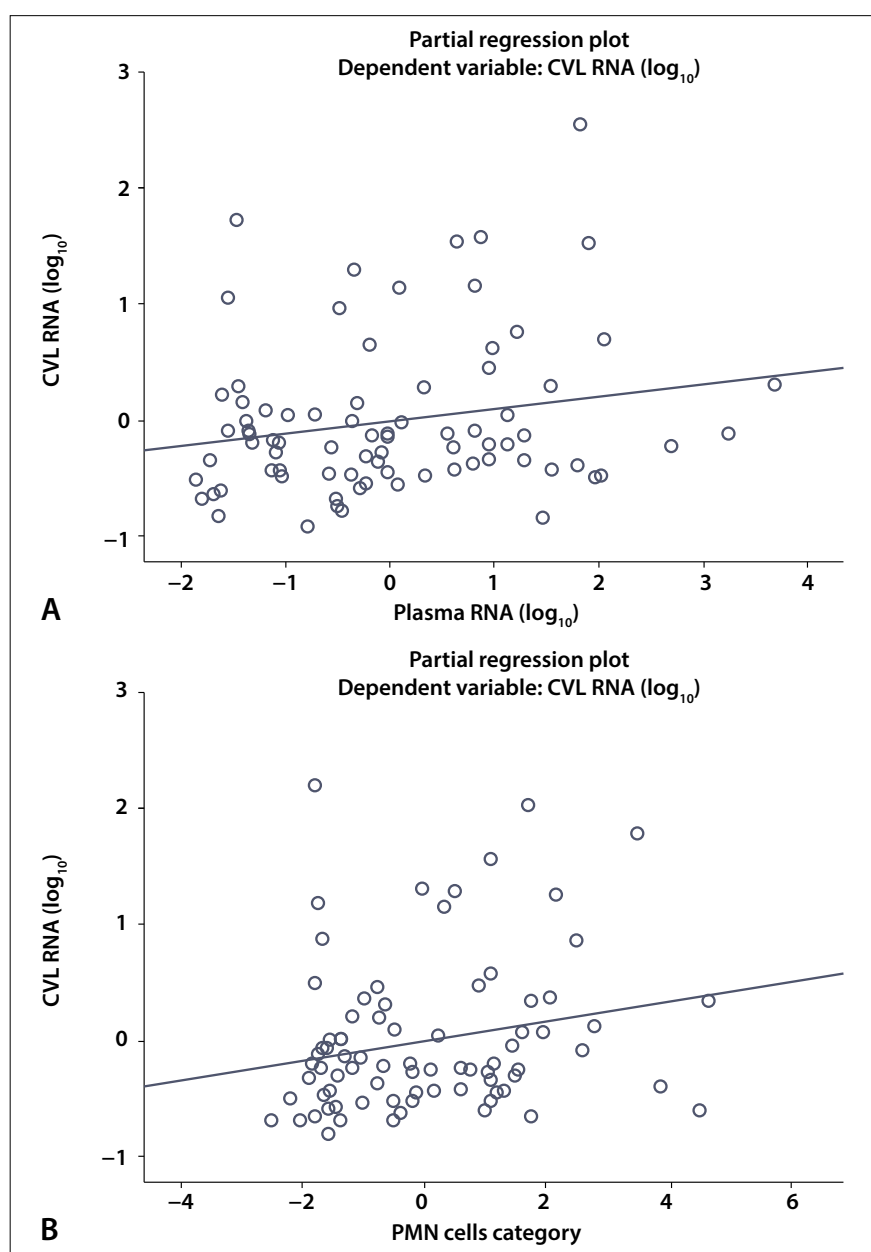 Partial regression plot
Dependent variable: CVL RNA (log₁₀)
3
2
1
0
−1
CVL RNA (log₁₀)
−2 −1 0 1 2 3 4
Plasma RNA (log₁₀)
A
Partial regression plot
Dependent variable: CVL RNA (log₁₀)
3
2
1
0
−1
CVL RNA (log₁₀)
−4 −2 0 2 4 6
PMN cells category
B